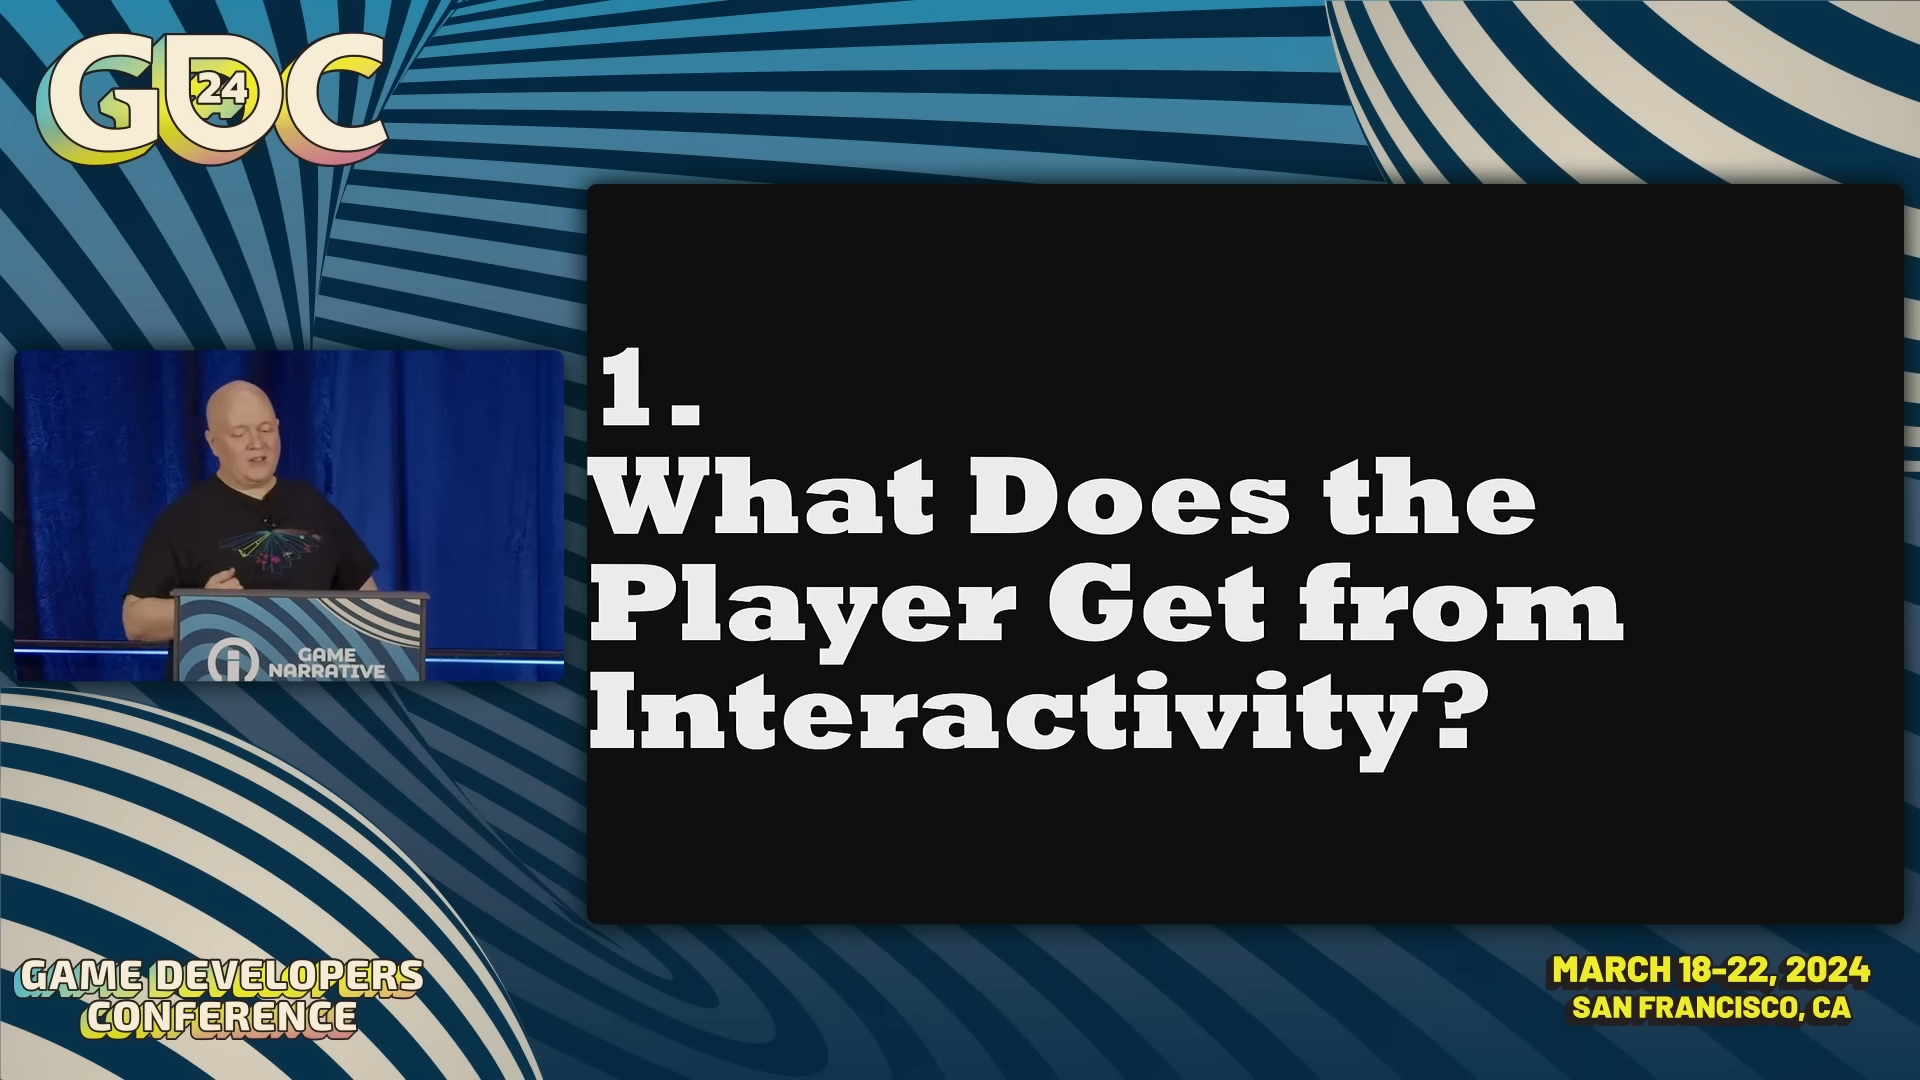 GDC
24
1.
What Does the
Player Get from
Interactivity?
GAME
NARRATIVE
GAME DEVELOPERS
CONFERENCE
MARCH 18-22, 2024
SAN FRANCISCO, CA